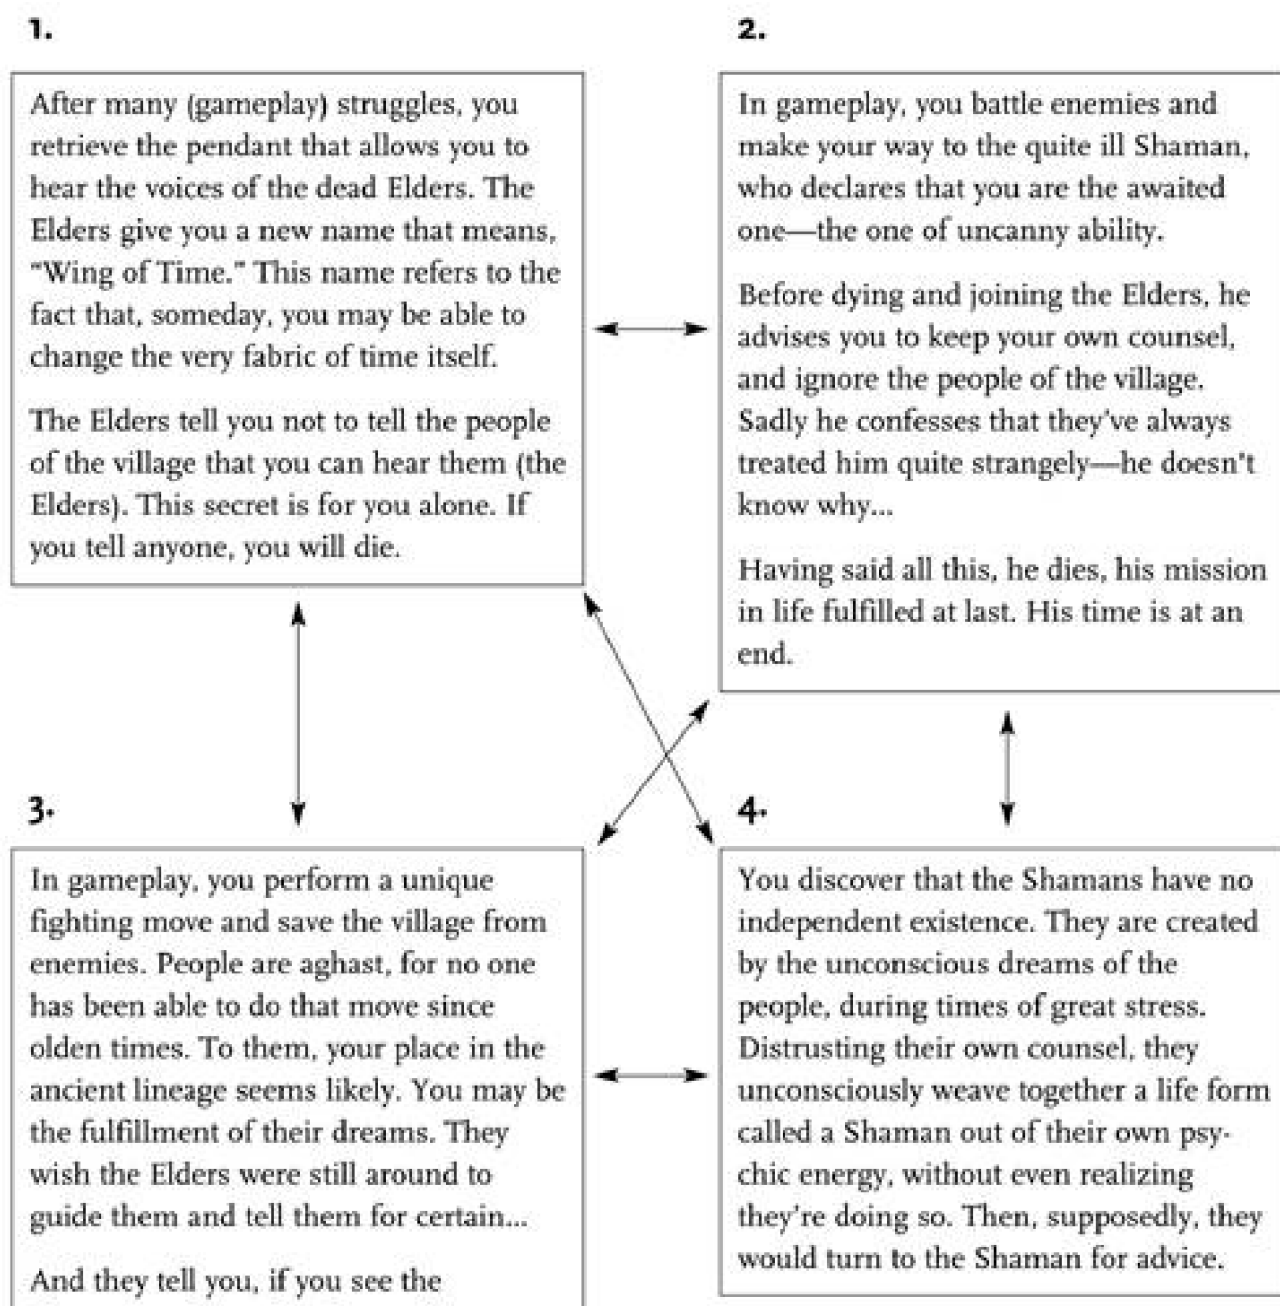 1.
After many (gameplay) struggles, you
retrieve the pendant that allows you to
hear the voices of the dead Elders. The
Elders give you a new name that means,
"Wing of Time." This name refers to the
fact that, someday, you may be able to
change the very fabric of time itself.
The Elders tell you not to tell the people
of the village that you can hear them (the
Elders). This secret is for you alone. If
you tell anyone, you will die.
2.
In gameplay, you battle enemies and
make your way to the quite ill Shaman,
who declares that you are the awaited
one—the one of uncanny ability.
Before dying and joining the Elders, he
advises you to keep your own counsel,
and ignore the people of the village.
Sadly he confesses that they've always
treated him quite strangely—he doesn't
know why...
Having said all this, he dies, his mission
in life fulfilled at last. His time is at an
end.
3.
In gameplay, you perform a unique
fighting move and save the village from
enemies. People are aghast, for no one
has been able to do that move since
olden times. To them, your place in the
ancient lineage seems likely. You may be
the fulfillment of their dreams. They
wish the Elders were still around to
guide them and tell them for certain...
And they tell you, if you see the
4.
You discover that the Shamans have no
independent existence. They are created
by the unconscious dreams of the
people, during times of great stress.
Distrusting their own counsel, they
unconsciously weave together a life form
called a Shaman out of their own psy-
chic energy, without even realizing
they're doing so. Then, supposedly, they
would turn to the Shaman for advice.